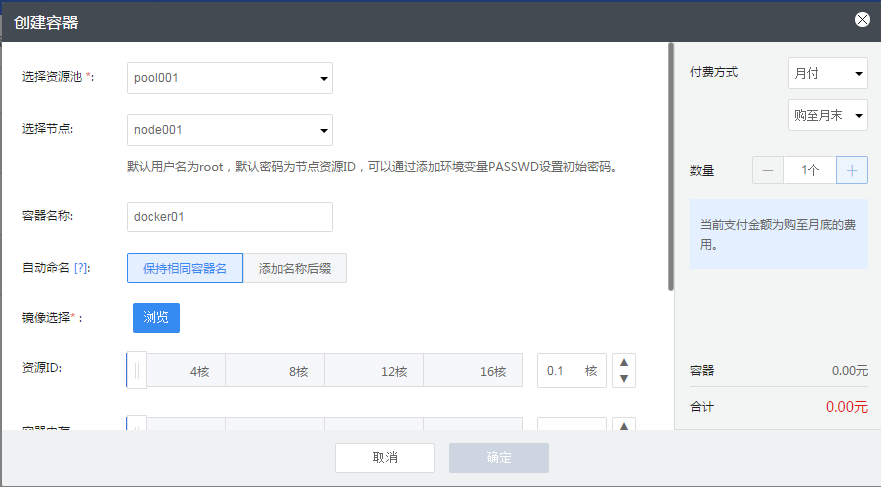 创建容器
选择资源池 *:
pool001
选择节点:
node001
默认用户名为root，默认密码为节点资源ID，可以通过添加环境变量PASSWD设置初始密码。
容器名称:
docker01
自动命名 [?]:
保持相同容器名
添加名称后缀
镜像选择* :
浏览
资源ID:
4核
8核
12核
16核
0.1 核
容器内存
付费方式
月付
购至月末
数量
1个
当前支付金额为购至月底的费
用。
容器
0.00元
合计
0.00元
取消
确定